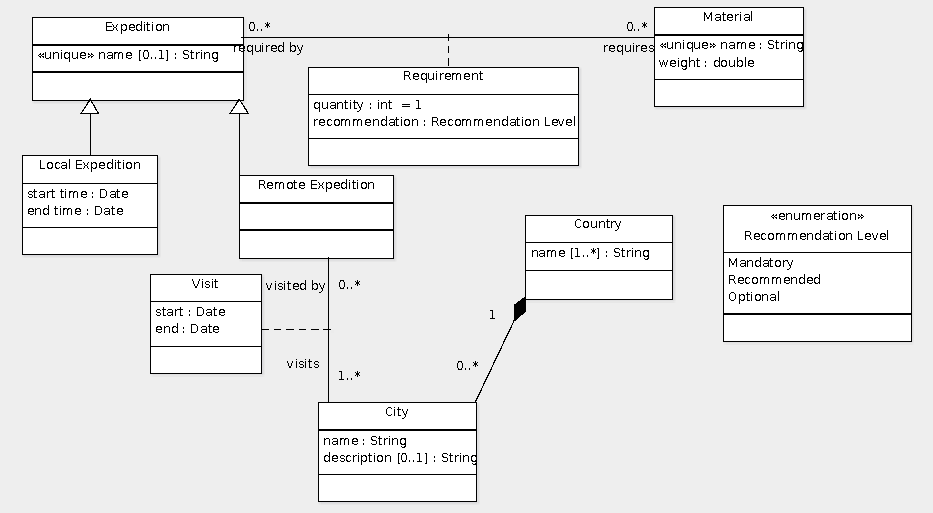 Expedition
«unique» name [0..1] : String
0..*
required by
0..*
requires
Material
«unique» name : String
weight : double
Requirement
quantity : int  = 1
recommendation : Recommendation Level
Local Expedition
start time : Date
end time : Date
Remote Expedition
Country
name [1..*] : String
«enumeration»
Recommendation Level
Mandatory
Recommended
Optional
Visit
start : Date
end : Date
visited by
0..*
visits
1..*
1
0..*
City
name : String
description [0..1] : String